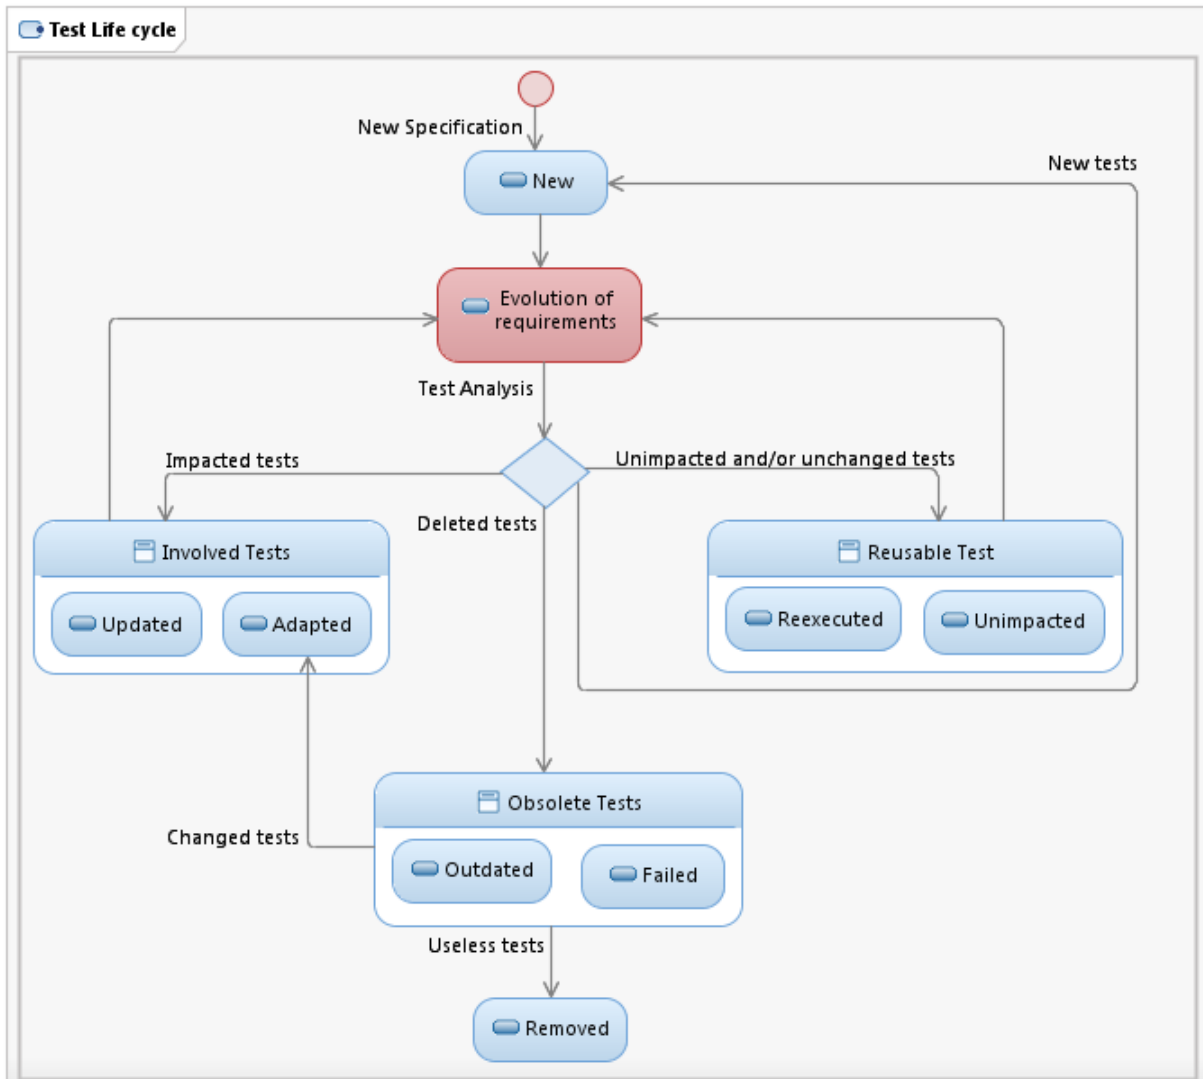 Test Life cycle
New Specification
New tests
New
Evolution of
requirements
Test Analysis
Impacted tests
Unimpacted and/or unchanged tests
Deleted tests
Involved Tests
Reusable Test
Updated
Adapted
Reexecuted
Unimpacted
Obsolete Tests
Changed tests
Outdated
Failed
Useless tests
Removed